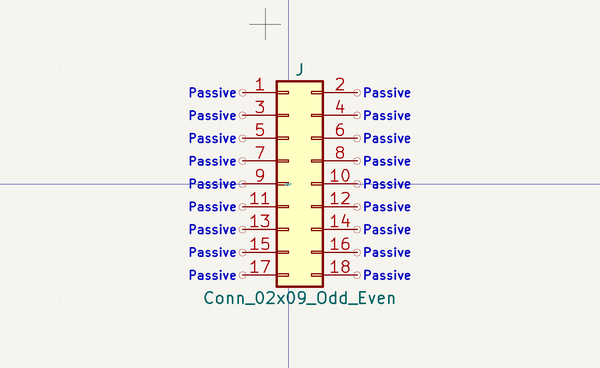 J
Passive 1 2 Passive
Passive 3 4 Passive
Passive 5 6 Passive
Passive 7 8 Passive
Passive 9 10 Passive
Passive 11 12 Passive
Passive 13 14 Passive
Passive 15 16 Passive
Passive 17 18 Passive
Conn_02x09_Odd_Even